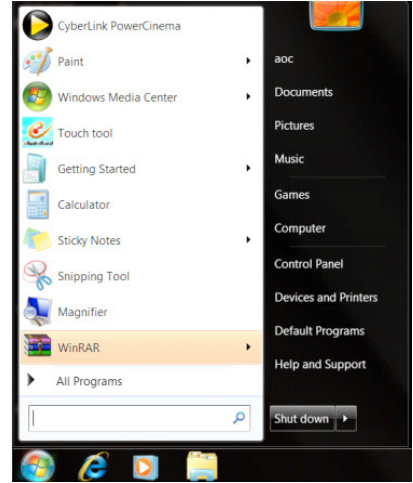 CyberLink PowerCinema
Paint
Windows Media Center
Touch tool
Getting Started
Calculator
Sticky Notes
Snipping Tool
Magnifier
WinRAR
All Programs
aoc
Documents
Pictures
Music
Games
Computer
Control Panel
Devices and Printers
Default Programs
Help and Support
Shut down